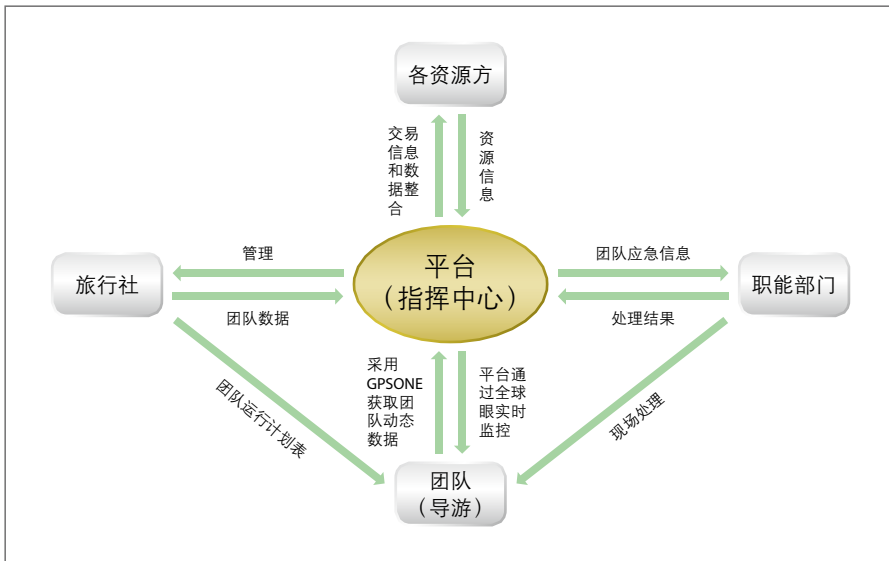 各资源方
交易
信息
和数
据整
合
资
源
信
息
管理
团队应急信息
旅行社
平台
（指挥中心）
职能部门
团队数据
处理结果
团队运行计划表
采用
GPSONE
获取团
队动态
数据
平台通
过全球
眼实时
监控
现场处理
团队
（导游）